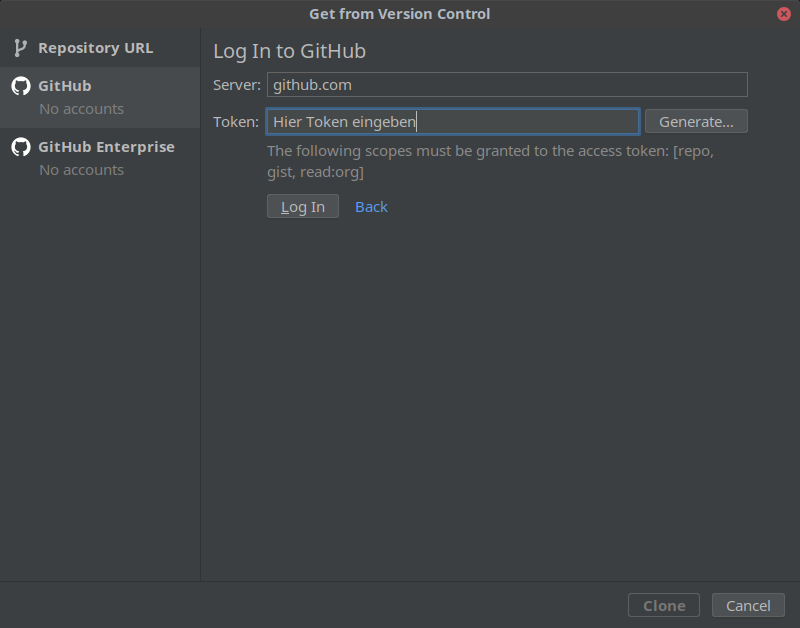 Get from Version Control
Repository URL
GitHub
No accounts
GitHub Enterprise
No accounts
Log In to GitHub
Server: github.com
Token: Hier Token eingeben Generate...
The following scopes must be granted to the access token: [repo,
gist, read:org]
Log In Back
Clone Cancel